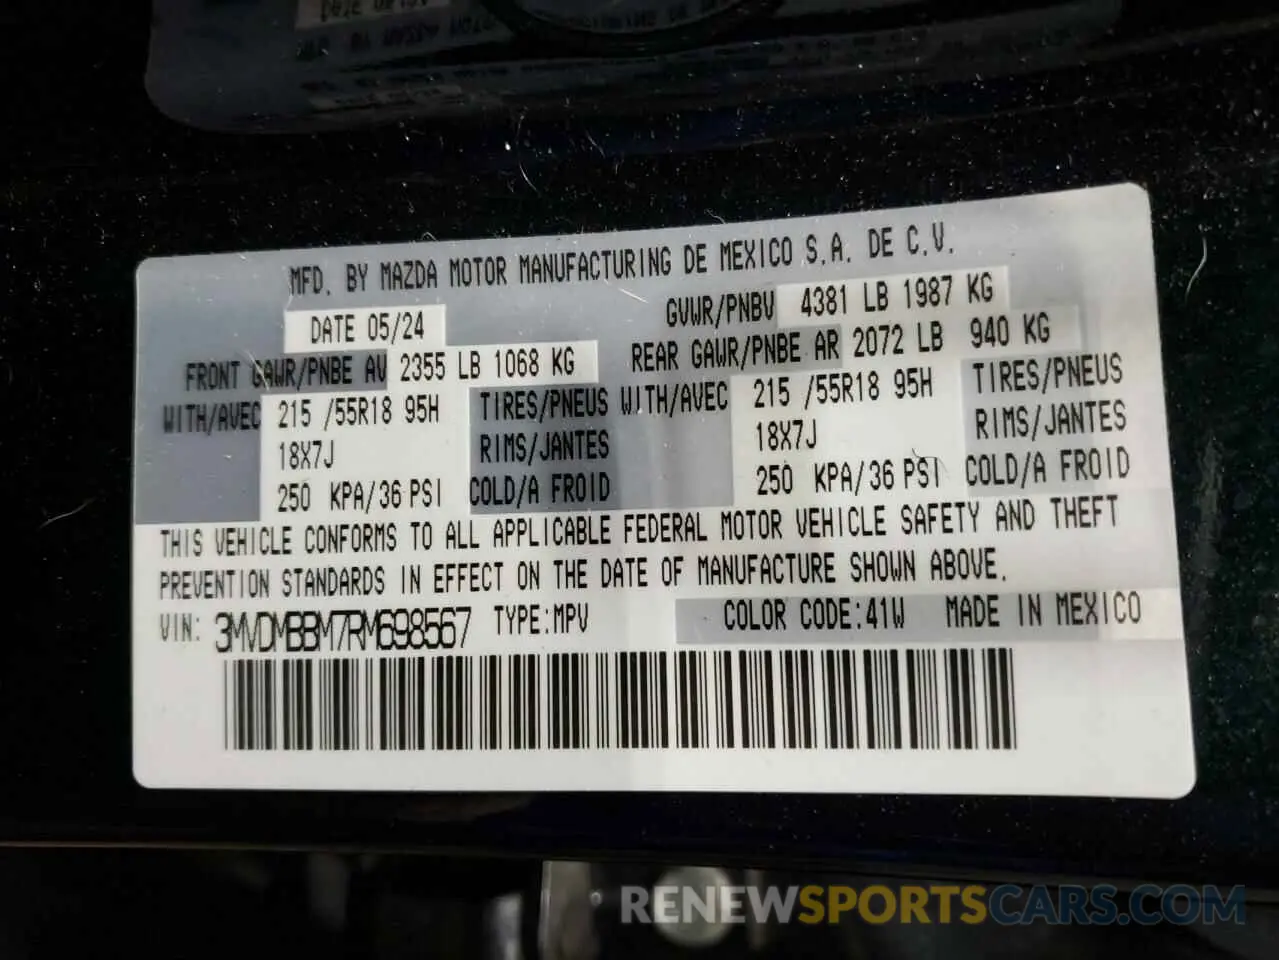 MFD. BY MAZDA MOTOR MANUFACTURING DE MEXICO S.A. DE C.V.
DATE 05/24 GVWR/PNBV 4381 LB 1987 KG
FRONT GAWR/PNBE AV 2355 LB 1068 KG REAR GAWR/PNBE AR 2072 LB 940 KG
WITH/AVEC 215 /55R18 95H TIRES/PNEUS WITH/AVEC 215 /55R18 95H TIRES/PNEUS
18X7J RIMS/JANTES 18X7J RIMS/JANTES
250 KPA/36 PSI COLD/A FROID 250 KPA/36 PSI COLD/A FROID
THIS VEHICLE CONFORMS TO ALL APPLICABLE FEDERAL MOTOR VEHICLE SAFETY AND THEFT
PREVENTION STANDARDS IN EFFECT ON THE DATE OF MANUFACTURE SHOWN ABOVE.
VIN: 3MVDMBBM7RM698567 TYPE:MPV COLOR CODE:41W MADE IN MEXICO
RENEWSPORTSCARS.COM